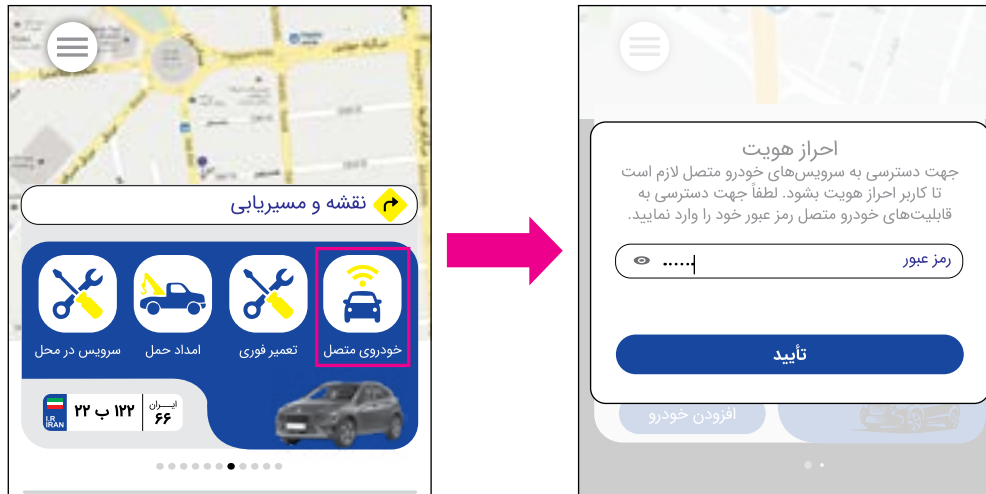 نقشه و مسیریابی
خودروی متصل
تعمیر فوری
امداد حمل
سرویس در محل
ایــران
۶۶
۱۲۲ ب ۲۲
I.R
IRAN
احراز هویت
جهت دسترسی به سرویس‌های خودرو متصل لازم است
تا کاربر احراز هویت بشود. لطفاً جهت دسترسی به
قابلیت‌های خودرو متصل رمز عبور خود را وارد نمایید.
رمز عبور
......
تأیید
افزودن خودرو